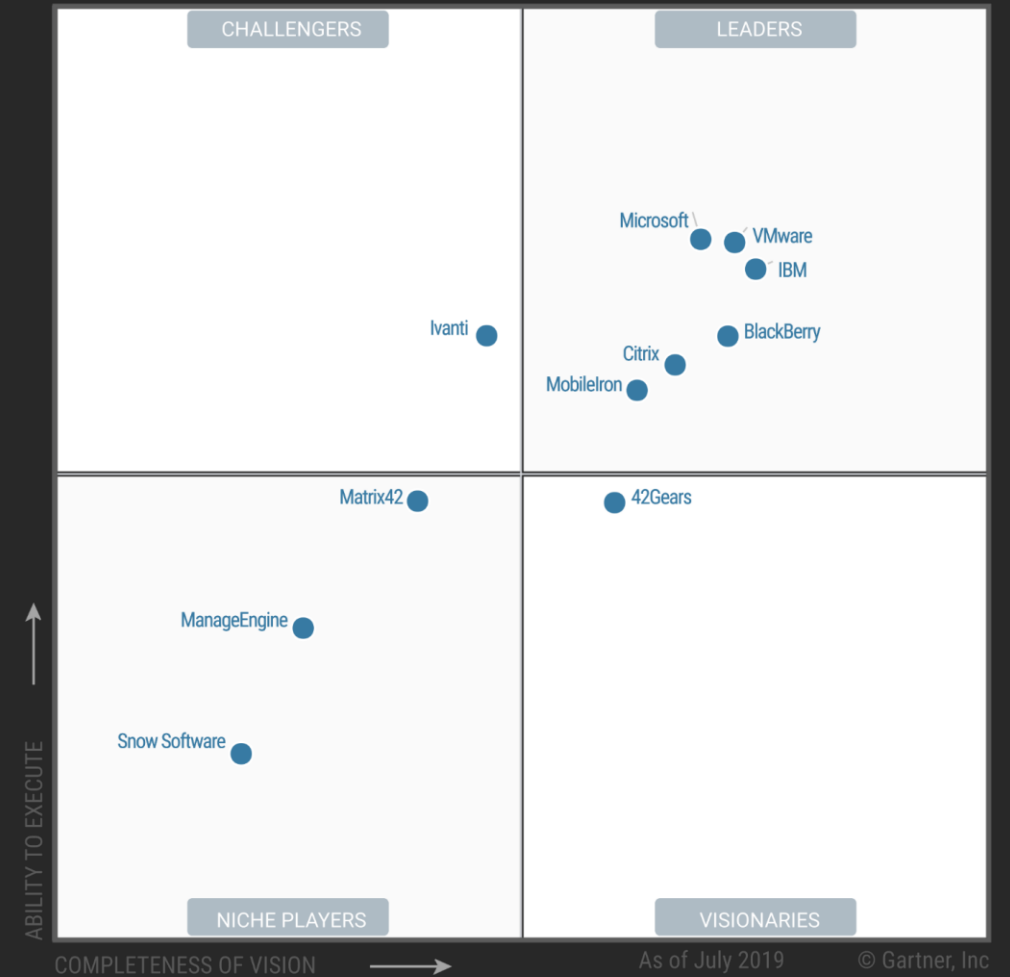 CHALLENGERS
LEADERS
Microsoft
VMware
IBM
Ivanti
BlackBerry
Citrix
MobileIron
Matrix42
42Gears
ManageEngine
Snow Software
NICHE PLAYERS
VISIONARIES
ABILITY TO EXECUTE
COMPLETENESS OF VISION
As of July 2019
© Gartner, Inc